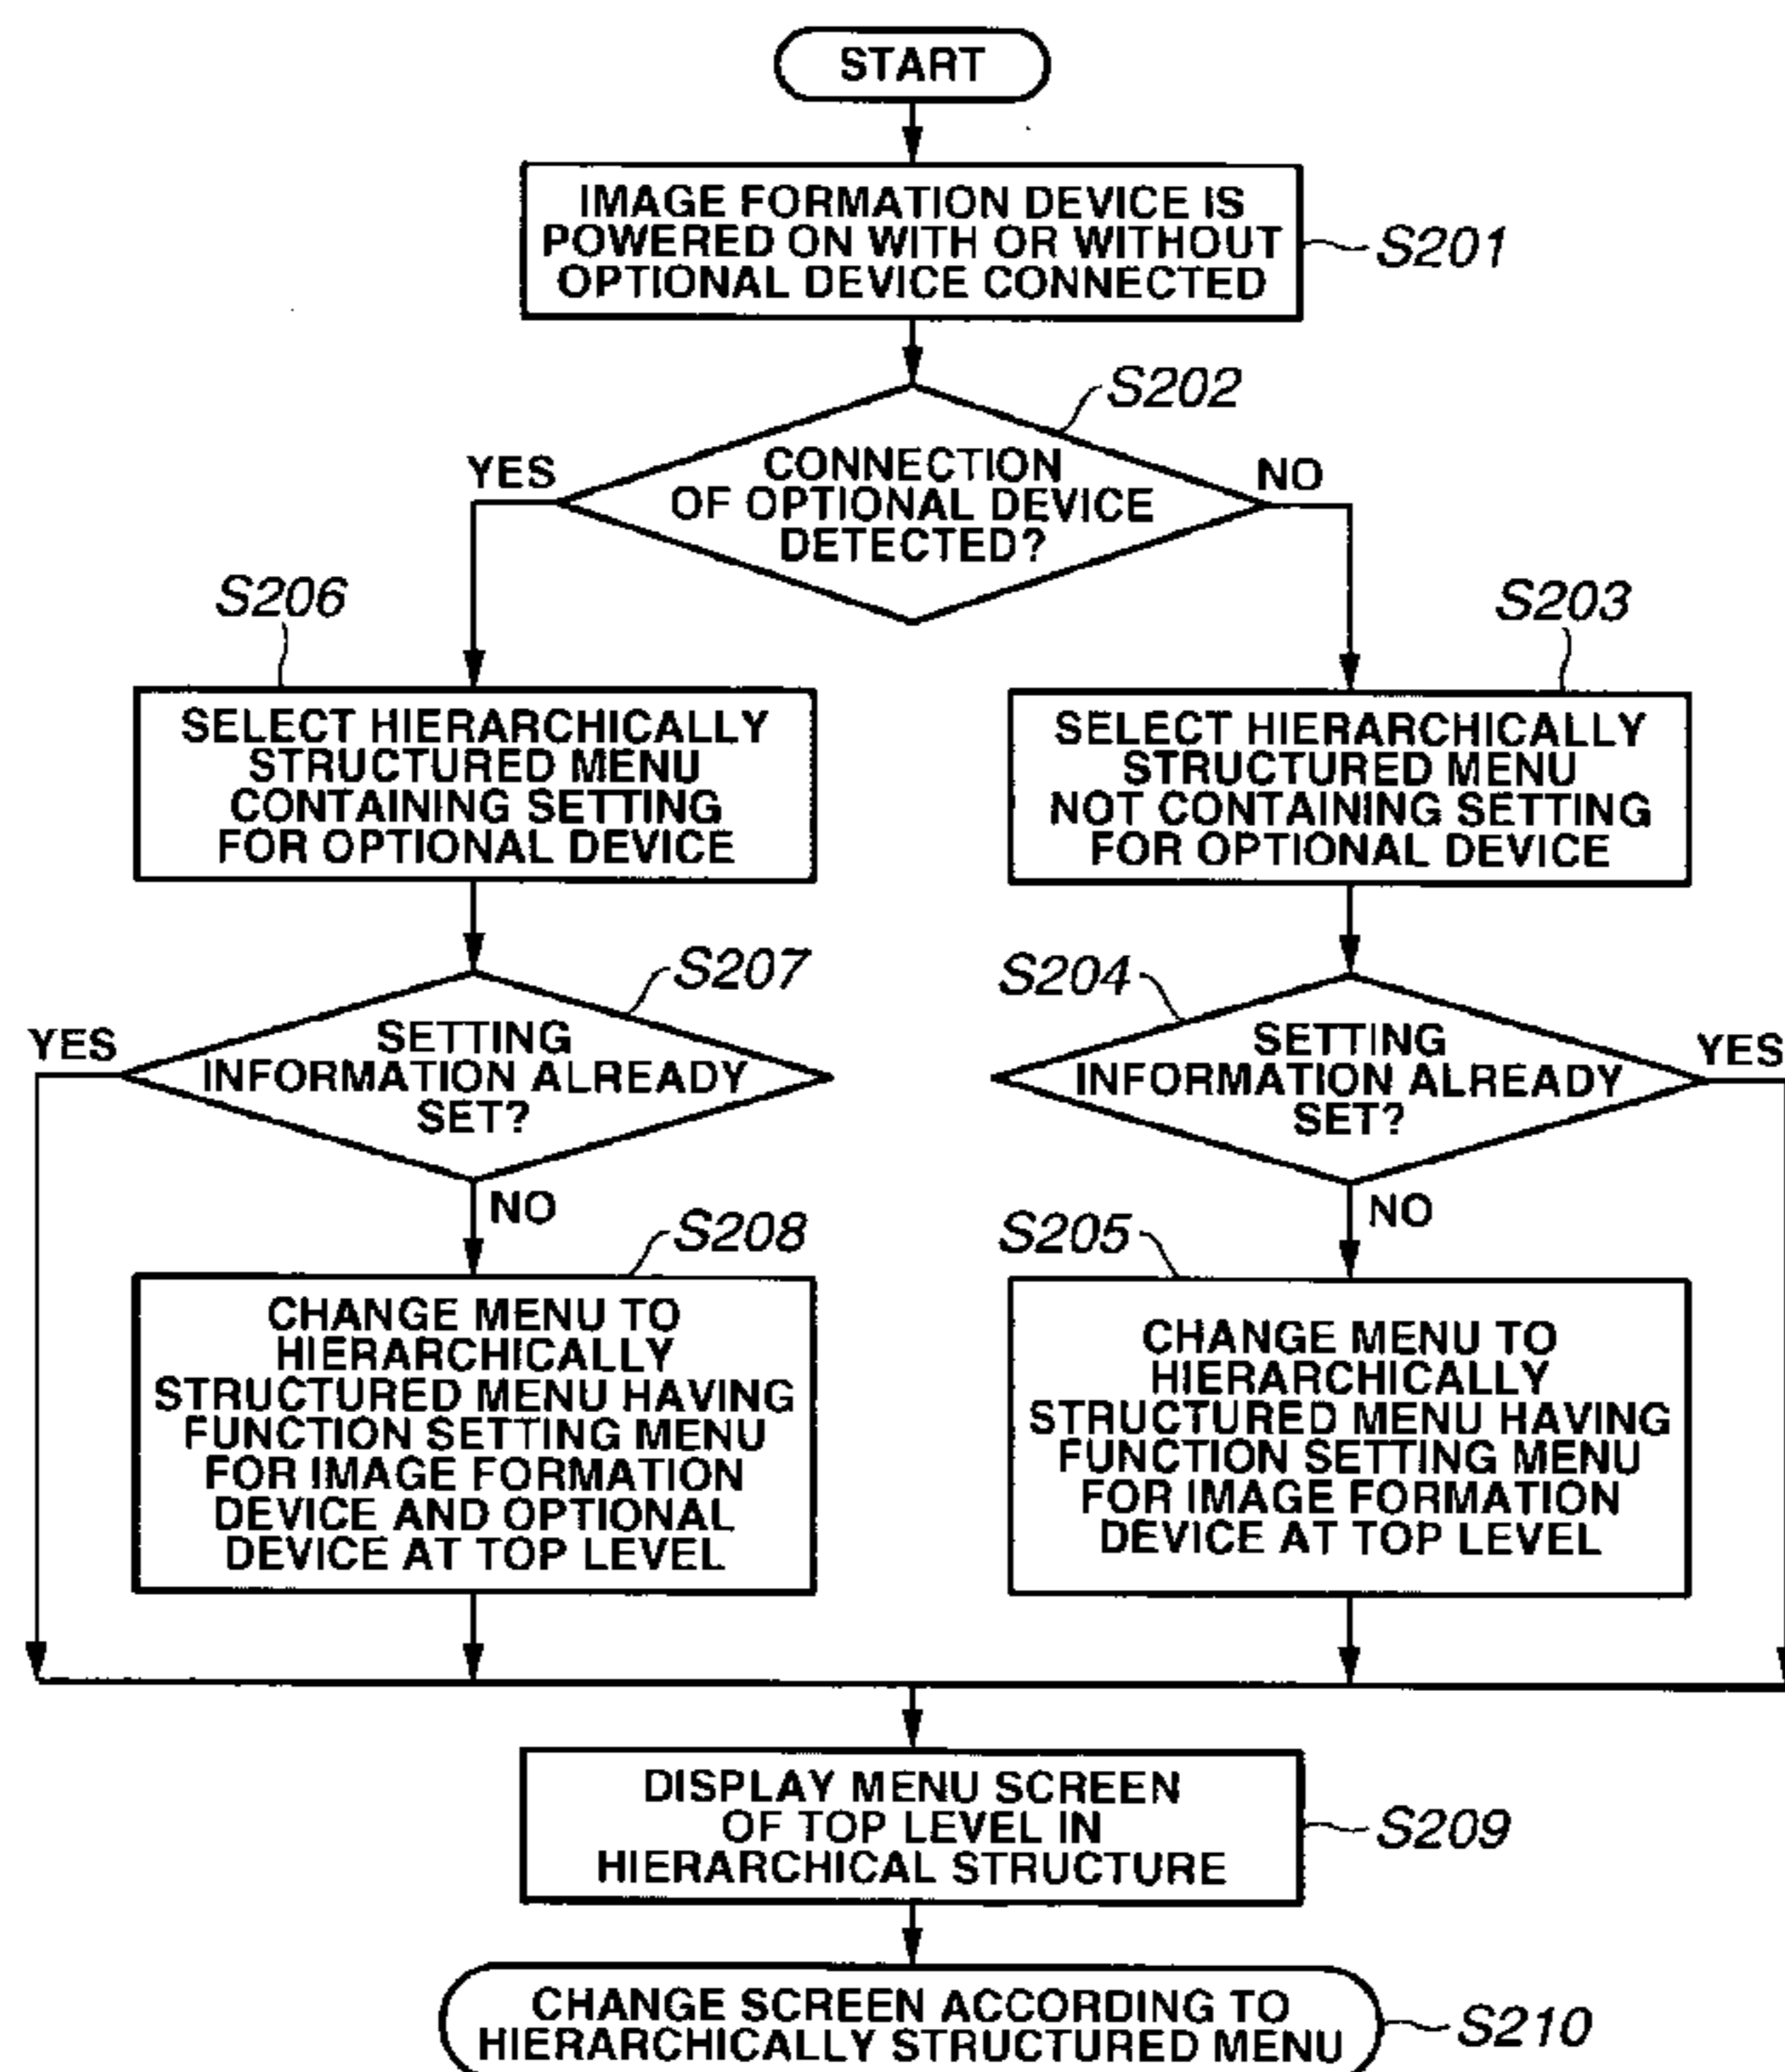 START
IMAGE FORMATION DEVICE IS
POWERED ON WITH OR WITHOUT
OPTIONAL DEVICE CONNECTED
S201
S202
CONNECTION
OF OPTIONAL DEVICE
DETECTED?
YES
NO
S206
SELECT HIERARCHICALLY
STRUCTURED MENU
CONTAINING SETTING
FOR OPTIONAL DEVICE
S203
SELECT HIERARCHICALLY
STRUCTURED MENU
NOT CONTAINING SETTING
FOR OPTIONAL DEVICE
S207
YES
SETTING
INFORMATION ALREADY
SET?
NO
S204
SETTING
INFORMATION ALREADY
SET?
YES
NO
S208
CHANGE MENU TO
HIERARCHICALLY
STRUCTURED MENU HAVING
FUNCTION SETTING MENU
FOR IMAGE FORMATION
DEVICE AND OPTIONAL
DEVICE AT TOP LEVEL
S205
CHANGE MENU TO
HIERARCHICALLY
STRUCTURED MENU HAVING
FUNCTION SETTING MENU
FOR IMAGE FORMATION
DEVICE AT TOP LEVEL
DISPLAY MENU SCREEN
OF TOP LEVEL IN
HIERARCHICAL STRUCTURE
S209
CHANGE SCREEN ACCORDING TO
HIERARCHICALLY STRUCTURED MENU
S210